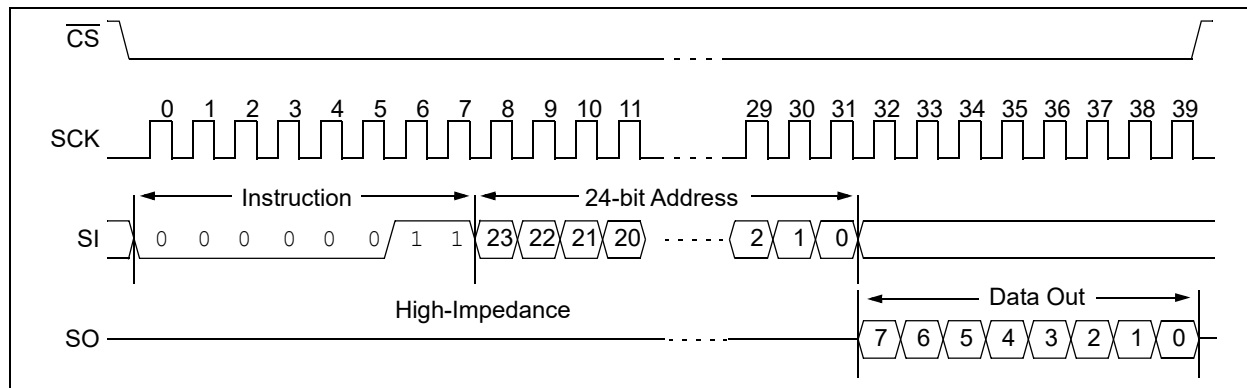 CS
0 1 2 3 4 5 6 7 8 9 10 11 29 30 31 32 33 34 35 36 37 38 39
SCK
Instruction 24-bit Address
SI 0 0 0 0 0 0 1 1 23 22 21 20 2 1 0
High-Impedance Data Out
SO 7 6 5 4 3 2 1 0